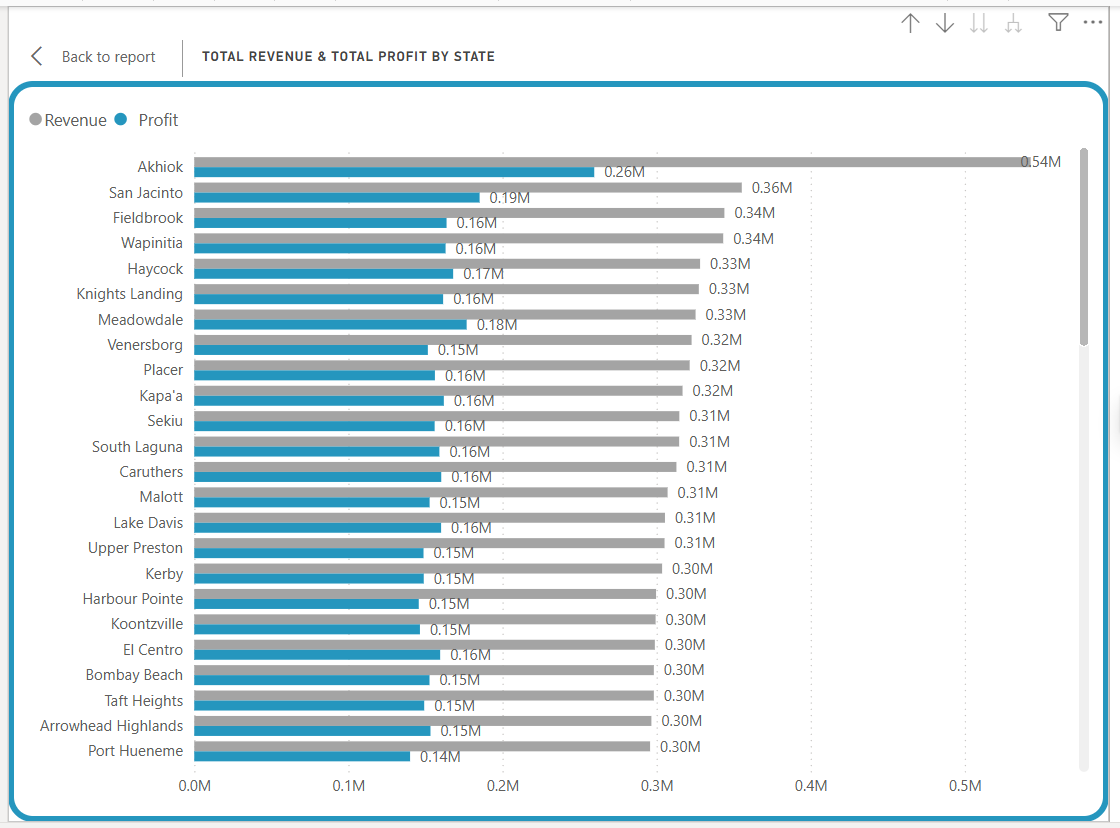 Back to report
TOTAL REVENUE & TOTAL PROFIT BY STATE
Revenue Profit
Akhiok 0.54M 0.26M
San Jacinto 0.36M 0.19M
Fieldbrook 0.34M 0.16M
Wapinitia 0.34M 0.16M
Haycock 0.33M 0.17M
Knights Landing 0.33M 0.16M
Meadowdale 0.33M 0.18M
Venersborg 0.32M 0.15M
Placer 0.32M 0.16M
Kapa'a 0.32M 0.16M
Sekiu 0.31M 0.16M
South Laguna 0.31M 0.16M
Caruthers 0.31M 0.16M
Malott 0.31M 0.15M
Lake Davis 0.31M 0.16M
Upper Preston 0.31M 0.15M
Kerby 0.30M 0.15M
Harbour Pointe 0.30M 0.15M
Koontzville 0.30M 0.15M
El Centro 0.30M 0.16M
Bombay Beach 0.30M 0.15M
Taft Heights 0.30M 0.15M
Arrowhead Highlands 0.30M 0.15M
Port Hueneme 0.30M 0.14M
0.0M 0.1M 0.2M 0.3M 0.4M 0.5M